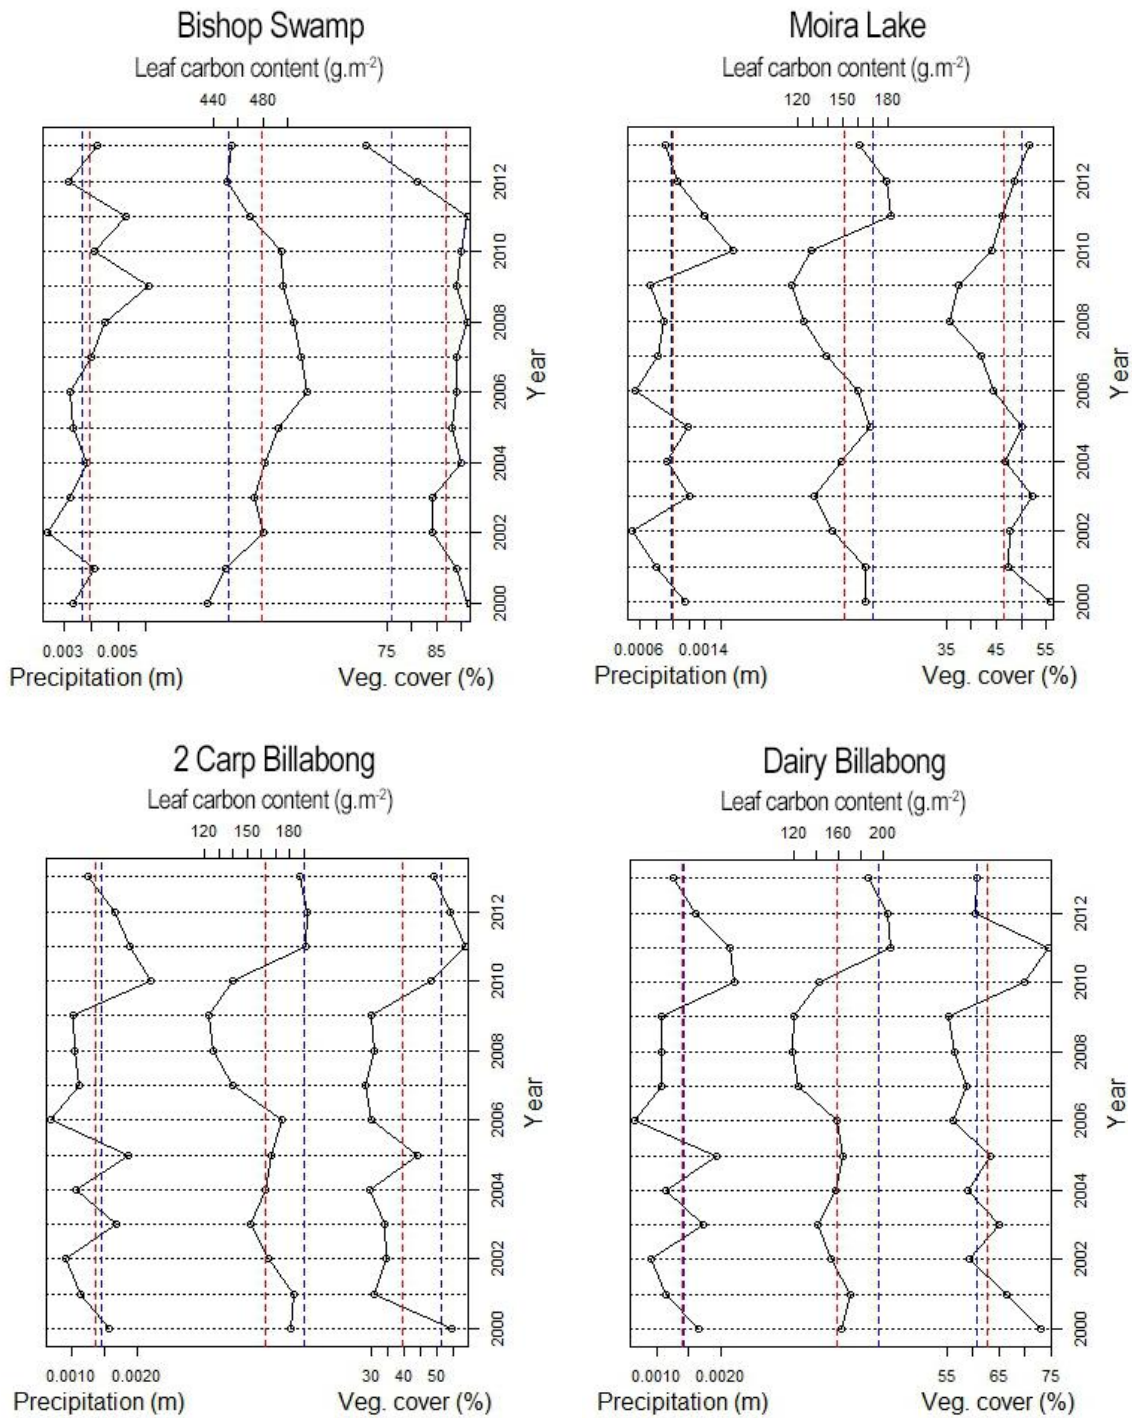 Bishop Swamp
Leaf carbon content (g.m-2)
440 480
2012
2010
2008
2006
2004
2002
2000
Year
0.003 0.005 75 85
Precipitation (m) Veg. cover (%)
Moira Lake
Leaf carbon content (g.m-2)
120 150 180
2012
2010
2008
2006
2004
2002
2000
Year
0.0006 0.0014 35 45 55
Precipitation (m) Veg. cover (%)
2 Carp Billabong
Leaf carbon content (g.m-2)
120 150 180
2012
2010
2008
2006
2004
2002
2000
Year
0.0010 0.0020 30 40 50
Precipitation (m) Veg. cover (%)
Dairy Billabong
Leaf carbon content (g.m-2)
120 160 200
2012
2010
2008
2006
2004
2002
2000
Year
0.0010 0.0020 55 65 75
Precipitation (m) Veg. cover (%)